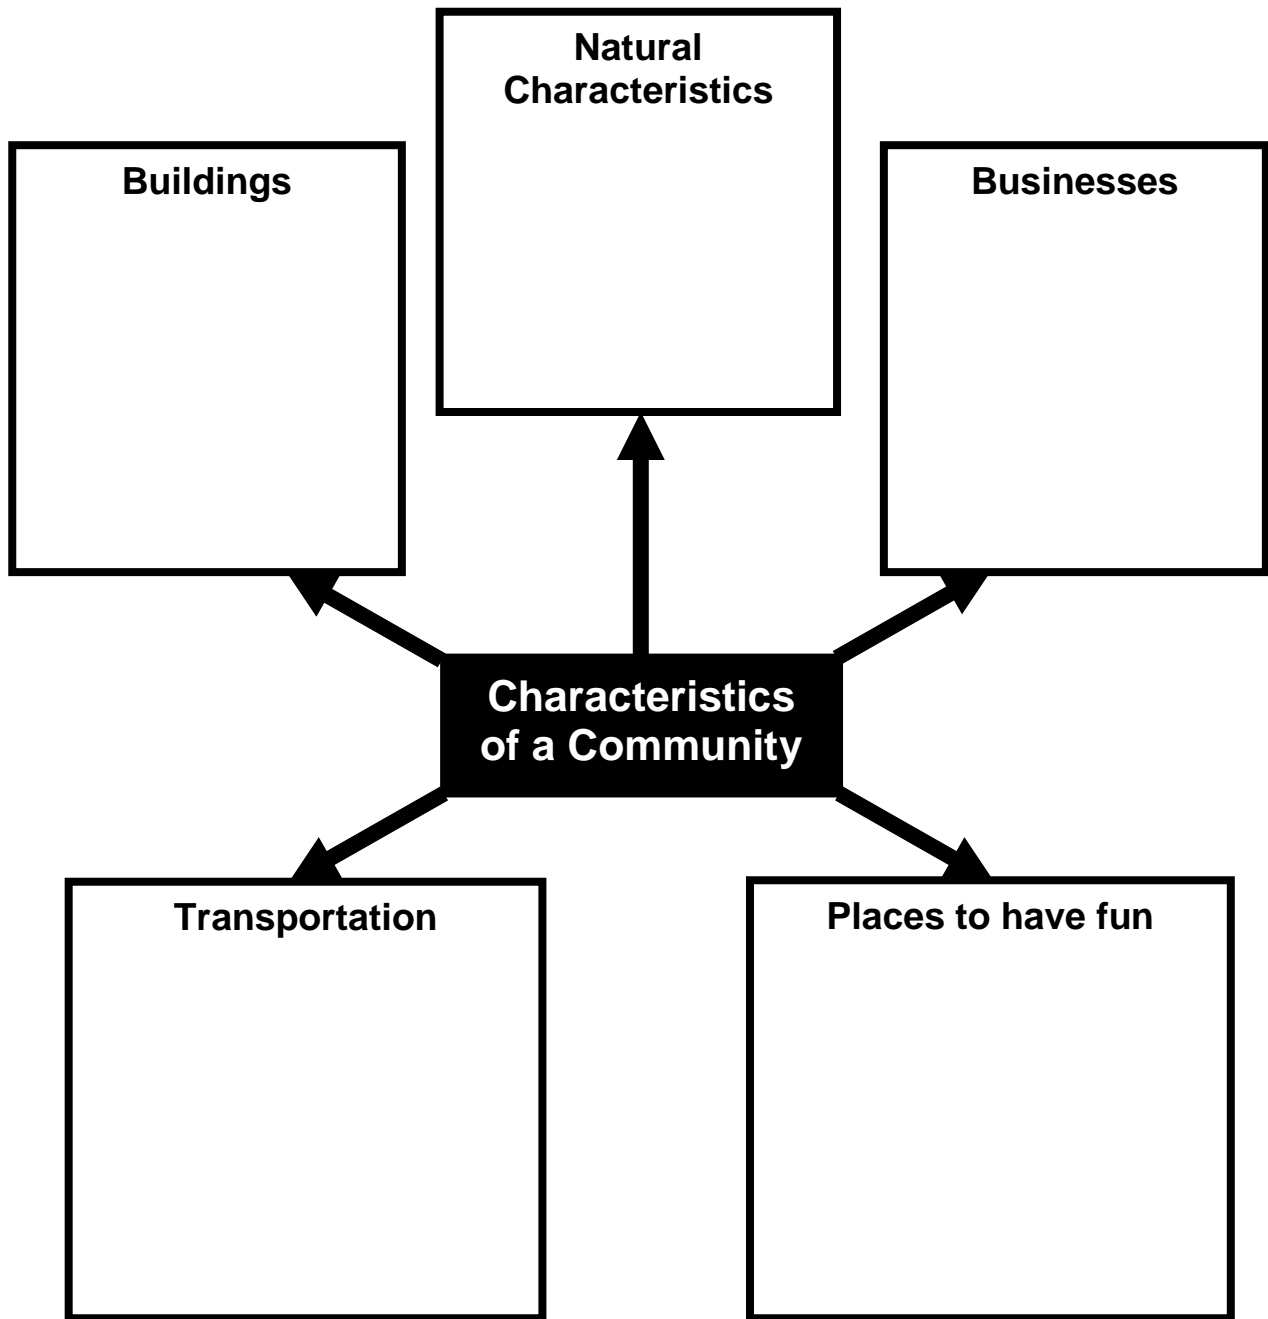 Natural
Characteristics
Buildings
Businesses
Characteristics
of a Community
Transportation
Places to have fun